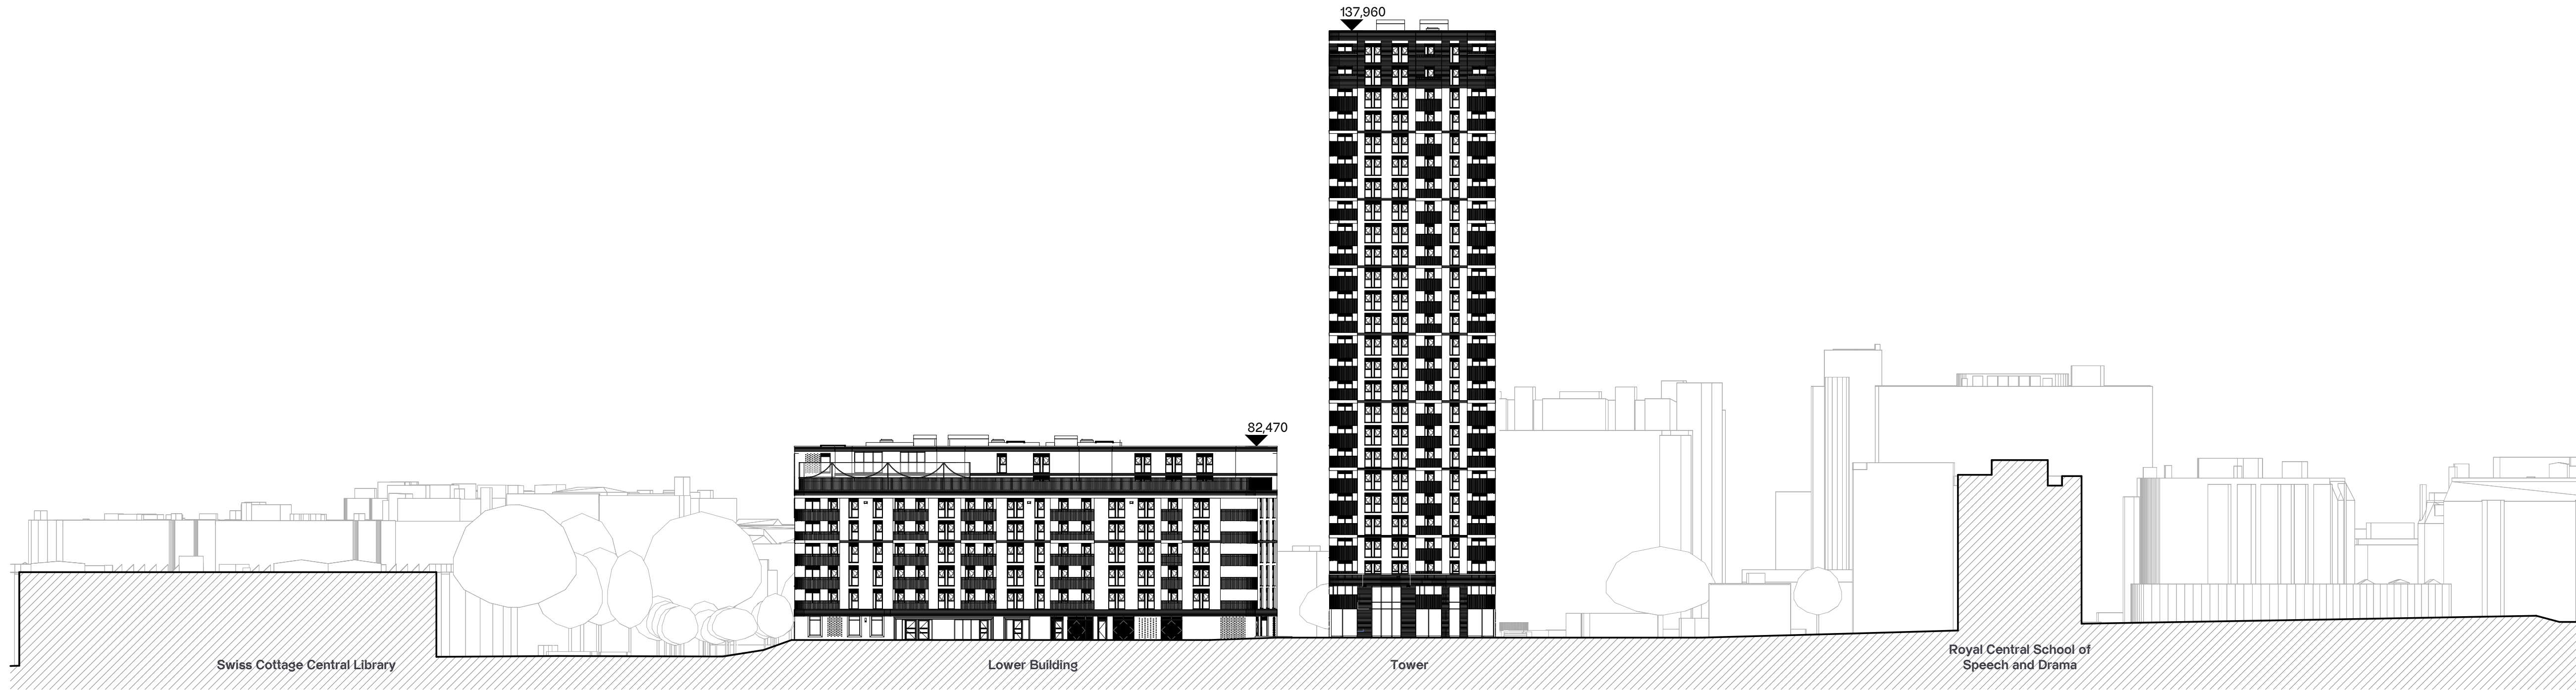 137,960
82,470
Swiss Cottage Central Library
Lower Building
Tower
Royal Central School of
Speech and Drama